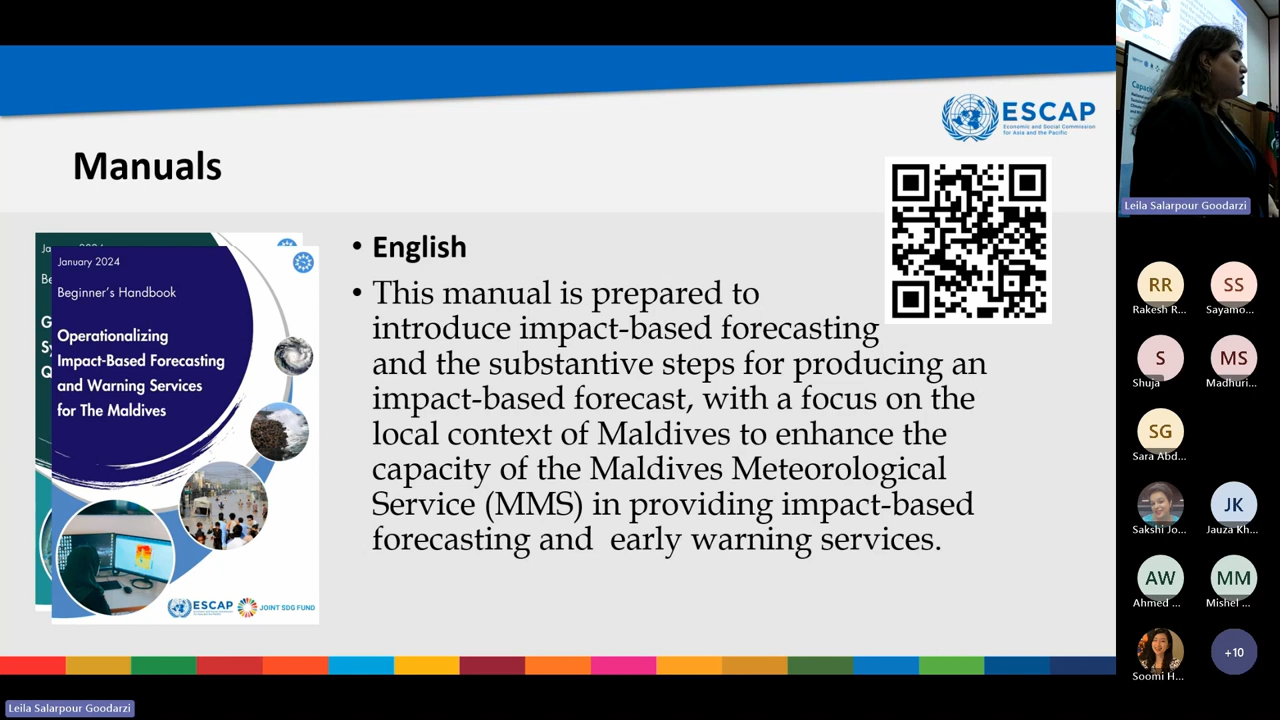 ESCAP
Economic and Social Commission
for Asia and the Pacific
Manuals
January 2024
Beginner's Handbook
Operationalizing
Impact-Based Forecasting
and Warning Services
for The Maldives
ESCAP
JOINT SDG FUND
• English
• This manual is prepared to
introduce impact-based forecasting
and the substantive steps for producing an
impact-based forecast, with a focus on the
local context of Maldives to enhance the
capacity of the Maldives Meteorological
Service (MMS) in providing impact-based
forecasting and early warning services.
Leila Salarpour Goodarzi
Leila Salarpour Goodarzi
RR
Rakesh R...
SS
Sayamo...
S
Shuja
MS
Madhuri...
SG
Sara Abd...
Sakshi Jo...
JK
Jauza Kh...
AW
Ahmed ...
MM
Mishel ...
Soomi H...
+10